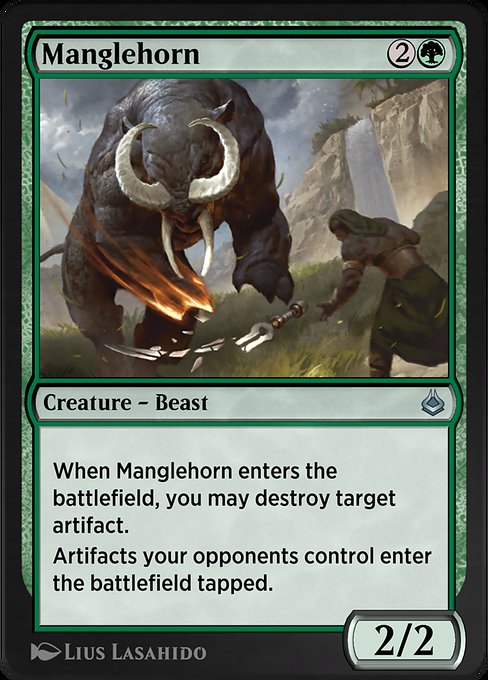 Manglehorn 2
Creature – Beast
When Manglehorn enters the
battlefield, you may destroy target
artifact.
Artifacts your opponents control enter
the battlefield tapped.
2/2
Lius Lasahido